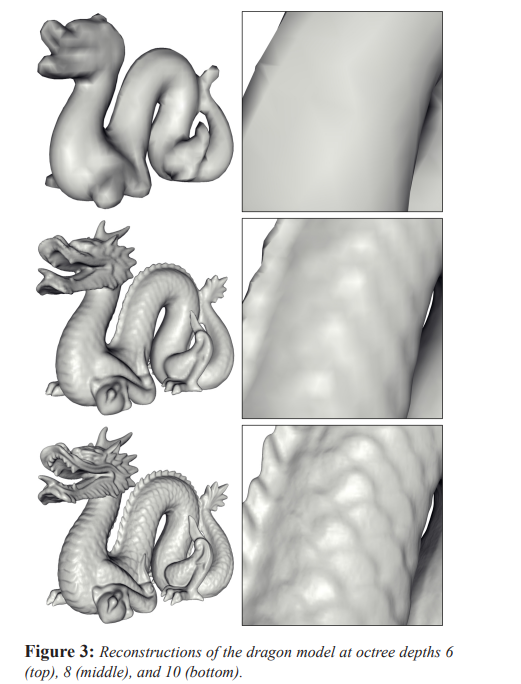 Figure 3: Reconstructions of the dragon model at octree depths 6
(top), 8 (middle), and 10 (bottom).